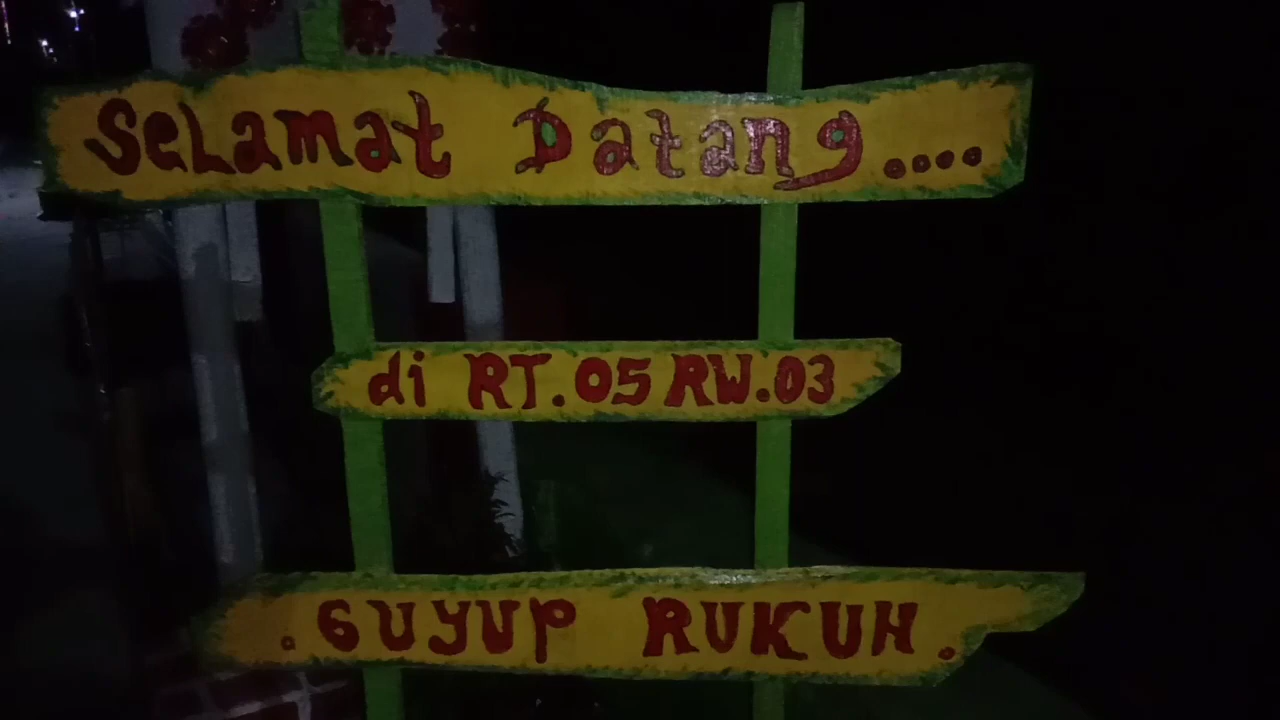 Selamat Datang....
di RT.05 RW.03
.GUYUP RUKUN.